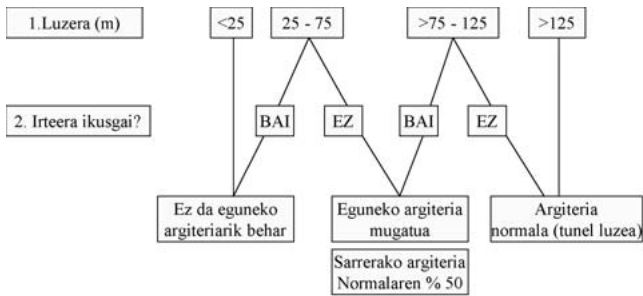 1.Luzera (m)
<25
25 - 75
>75 - 125
>125
2. Irteera ikusgai?
BAI
EZ
BAI
EZ
Ez da eguneko
argiteriarik behar
Eguneko argiteria
mugatua
Argiteria
normala (tunel luzea)
Sarrerako argiteria
Normalaren % 50